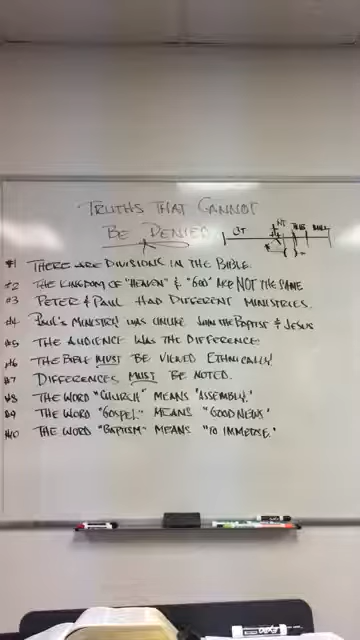 TRUTHS THAT CANNOT
BE DENIED
OT
NT
#1 THERE ARE DIVISIONS IN THE BIBLE.
#2 THE KINGDOM OF "HEAVEN" & "GOD" ARE NOT THE SAME
#3 PETER & PAUL HAD DIFFERENT MINISTRIES.
#4 PAUL'S MINISTRY WAS UNLIKE JOHN THE BAPTIST & JESUS
#5 THE AUDIENCE WAS THE DIFFERENCE
#6 THE BIBLE MUST BE VIEWED ETHNICALLY!
#7 DIFFERENCES MUST BE NOTED.
#8 THE WORD "CHURCH" MEANS "ASSEMBLY."
#9 THE WORD "GOSPEL" MEANS "GOOD NEWS."
#10 THE WORD "BAPTISM" MEANS "TO IMMERSE."
EXPO